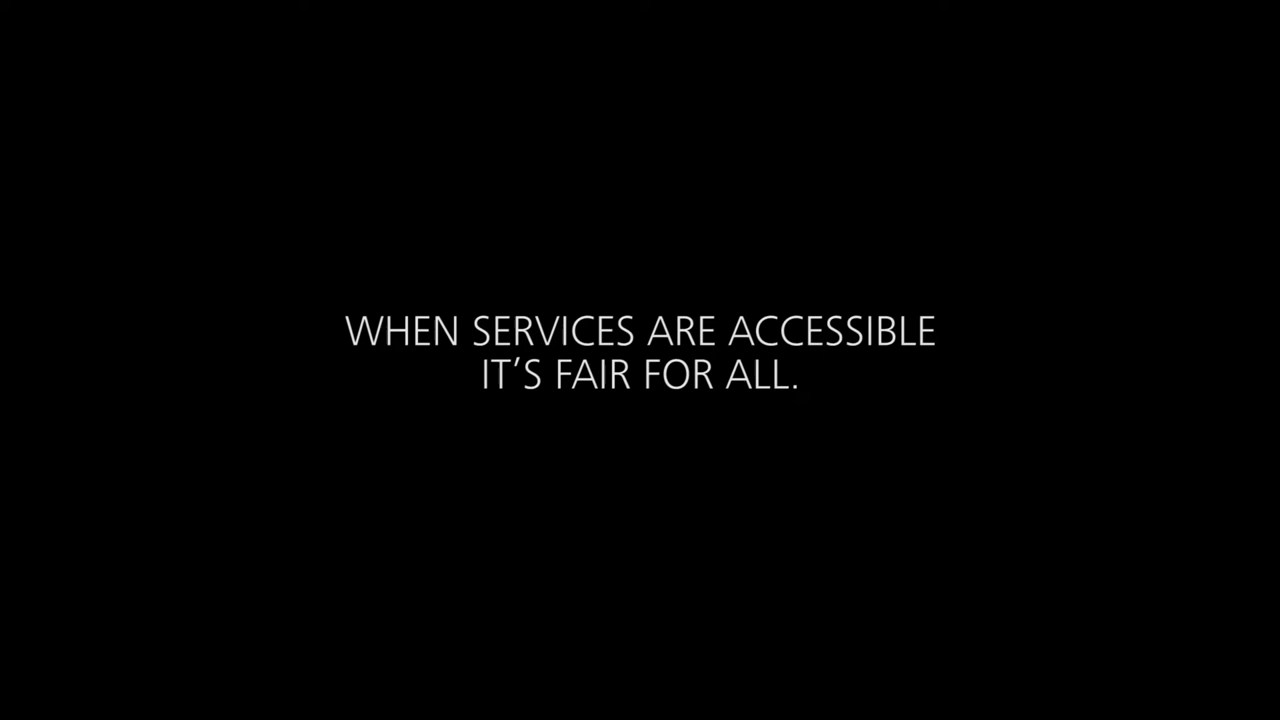 WHEN SERVICES ARE ACCESSIBLE
IT’S FAIR FOR ALL.